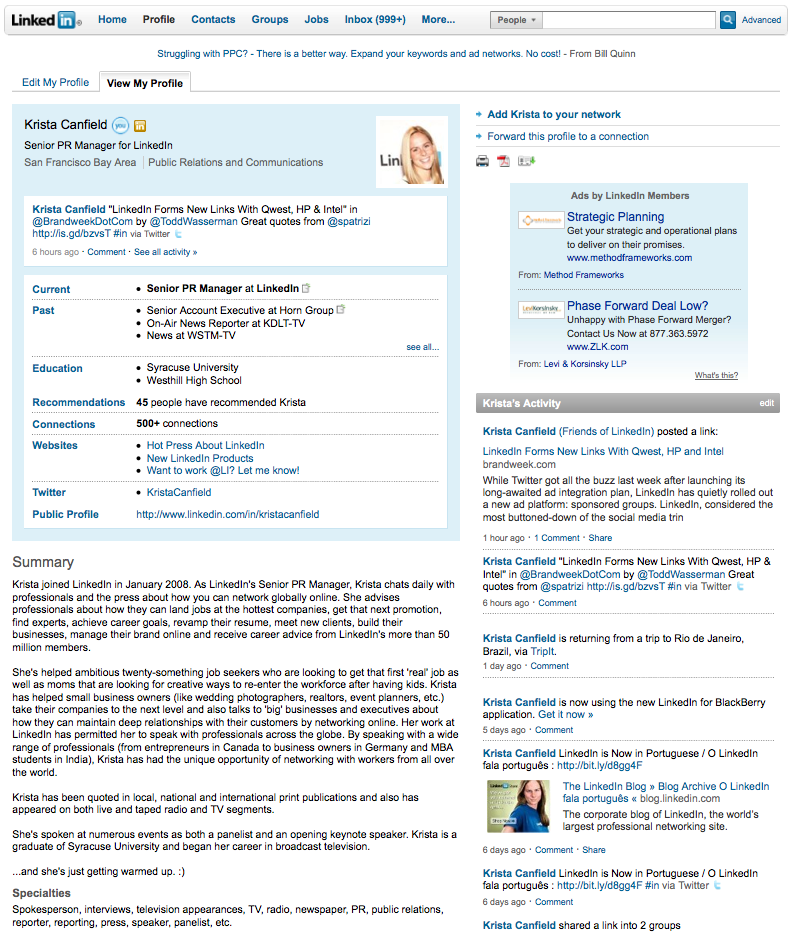 Linked in®
Home Profile Contacts Groups Jobs Inbox (999+) More... People Advanced
Struggling with PPC? - There is a better way. Expand your keywords and ad networks. No cost! - From Bill Quinn
Edit My Profile View My Profile
Krista Canfield you in
Senior PR Manager for LinkedIn
San Francisco Bay Area | Public Relations and Communications
Krista Canfield "LinkedIn Forms New Links With Qwest, HP & Intel" in
@BrandweekDotCom by @ToddWasserman Great quotes from @spatrizi
http://is.gd/bzvsT #in via Twitter
6 hours ago · Comment · See all activity »
Current • Senior PR Manager at LinkedIn
Past • Senior Account Executive at Horn Group
• On-Air News Reporter at KDLT-TV
• News at WSTM-TV
see all...
Education • Syracuse University
• Westhill High School
Recommendations 45 people have recommended Krista
Connections 500+ connections
Websites • Hot Press About LinkedIn
• New LinkedIn Products
• Want to work @LI? Let me know!
Twitter • KristaCanfield
Public Profile http://www.linkedin.com/in/kristacanfield
Summary
Krista joined LinkedIn in January 2008. As LinkedIn's Senior PR Manager, Krista chats daily with
professionals and the press about how you can network globally online. She advises
professionals about how they can land jobs at the hottest companies, get that next promotion,
find experts, achieve career goals, revamp their resume, meet new clients, build their
businesses, manage their brand online and receive career advice from LinkedIn's more than 50
million members.
She's helped ambitious twenty-something job seekers who are looking to get that first 'real' job as
well as moms that are looking for creative ways to re-enter the workforce after having kids. Krista
has helped small business owners (like wedding photographers, realtors, event planners, etc.)
take their companies to the next level and also talks to 'big' businesses and executives about
how they can maintain deep relationships with their customers by networking online. Her work at
LinkedIn has permitted her to speak with professionals across the globe. By speaking with a wide
range of professionals (from entrepreneurs in Canada to business owners in Germany and MBA
students in India), Krista has had the unique opportunity of networking with workers from all over
the world.
Krista has been quoted in local, national and international print publications and also has
appeared on both live and taped radio and TV segments.
She's spoken at numerous events as both a panelist and an opening keynote speaker. Krista is a
graduate of Syracuse University and began her career in broadcast television.
...and she's just getting warmed up. :)
Specialties
Spokesperson, interviews, television appearances, TV, radio, newspaper, PR, public relations,
reporter, reporting, press, speaker, panelist, etc.
Add Krista to your network
Forward this profile to a connection
Ads by LinkedIn Members
Strategic Planning
Get your strategic and operational plans
to deliver on their promises.
www.methodframeworks.com
From: Method Frameworks
Levi&Korsinsky
Phase Forward Deal Low?
Unhappy with Phase Forward Merger?
Contact Us Now at 877.363.5972
www.ZLK.com
From: Levi & Korsinsky LLP
What's this?
Krista's Activity edit
Krista Canfield (Friends of LinkedIn) posted a link:
LinkedIn Forms New Links With Qwest, HP and Intel
brandweek.com
While Twitter got all the buzz last week after launching its
long-awaited ad integration plan, LinkedIn has quietly rolled out
a new ad platform: sponsored groups. LinkedIn, considered the
most buttoned-down of the social media trin
1 hour ago · 1 Comment · Share
Krista Canfield "LinkedIn Forms New Links With Qwest, HP &
Intel" in @BrandweekDotCom by @ToddWasserman Great
quotes from @spatrizi http://is.gd/bzvsT #in via Twitter
6 hours ago · Comment
Krista Canfield is returning from a trip to Rio de Janeiro,
Brazil, via TripIt.
1 day ago · Comment
Krista Canfield is now using the new LinkedIn for BlackBerry
application. Get it now »
5 days ago · Comment
Krista Canfield LinkedIn is Now in Portuguese / O LinkedIn
fala português : http://bit.ly/d8gg4F
The LinkedIn Blog » Blog Archive O LinkedIn
fala português « blog.linkedin.com
The corporate blog of LinkedIn, the world's
largest professional networking site.
6 days ago · Comment · Share
Krista Canfield LinkedIn is Now in Portuguese / O LinkedIn
fala português : http://bit.ly/d8gg4F #in via Twitter
6 days ago · Comment
Krista Canfield shared a link into 2 groups